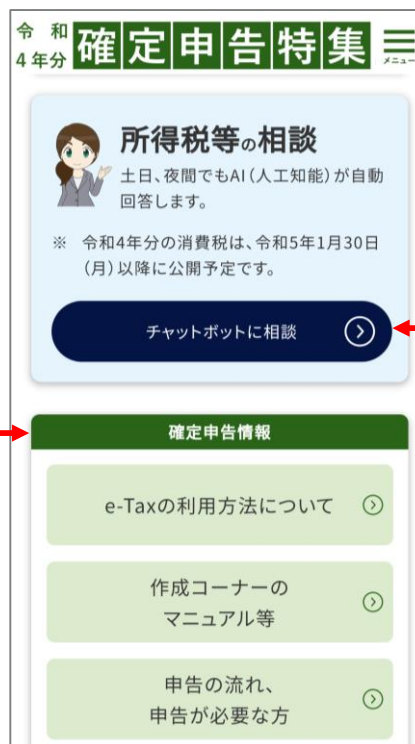 令和
4年分
確定申告特集
メニュー
所得税等の相談
土日、夜間でもAI(人工知能)が自動
回答します。
※ 令和4年分の消費税は、令和5年1月30日
(月)以降に公開予定です。
チャットボットに相談
確定申告情報
e-Taxの利用方法について
作成コーナーの
マニュアル等
申告の流れ、
申告が必要な方